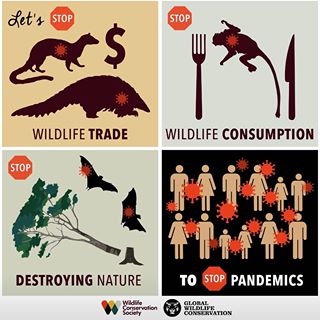 Let's STOP
$
WILDLIFE TRADE
STOP
WILDLIFE CONSUMPTION
STOP
DESTROYING NATURE
TO STOP PANDEMICS
Wildlife
Conservation
Society
GLOBAL
WILDLIFE
CONSERVATION